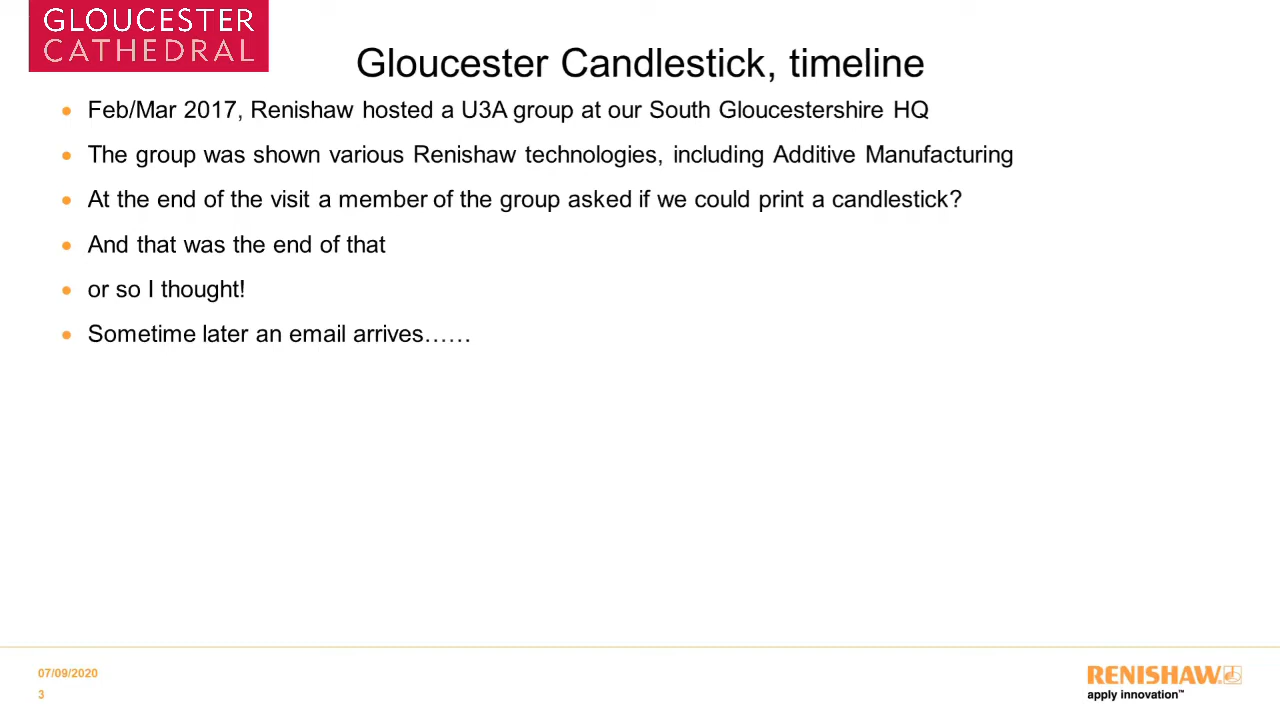 GLOUCESTER
CATHEDRAL
Gloucester Candlestick, timeline
Feb/Mar 2017, Renishaw hosted a U3A group at our South Gloucestershire HQ
The group was shown various Renishaw technologies, including Additive Manufacturing
At the end of the visit a member of the group asked if we could print a candlestick?
And that was the end of that
or so I thought!
Sometime later an email arrives……
07/09/2020
3
RENISHAW
apply innovation™